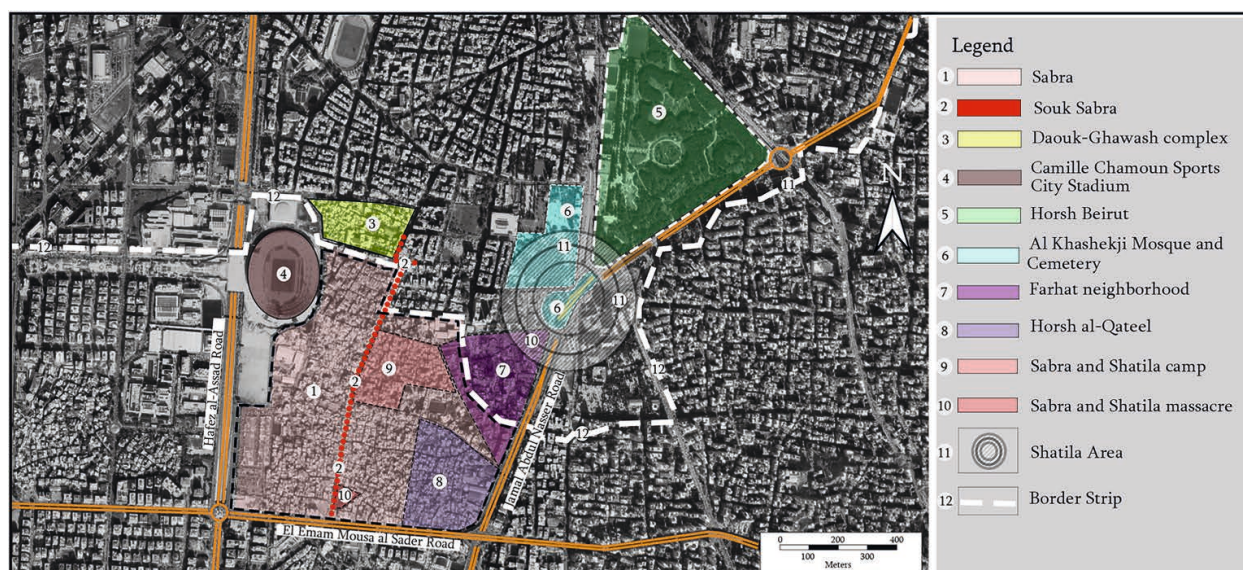 Legend
1 Sabra
2 Souk Sabra
3 Daouk-Ghawash complex
4 Camille Chamoun Sports
City Stadium
5 Horsh Beirut
6 Al Khashekji Mosque and
Cemetery
7 Farhat neighborhood
8 Horsh al-Qateel
9 Sabra and Shatila camp
10 Sabra and Shatila massacre
11 Shatila Area
12 Border Strip
5
N
11
12
3
6
12
11
2
4
11
6
10
12
9
7
1
2
12
2
8
10
Hafez al-Assad Road
Jamal Abdul Nasser Road
El Emam Mousa al Sader Road
0 200 400
100 300
Meters